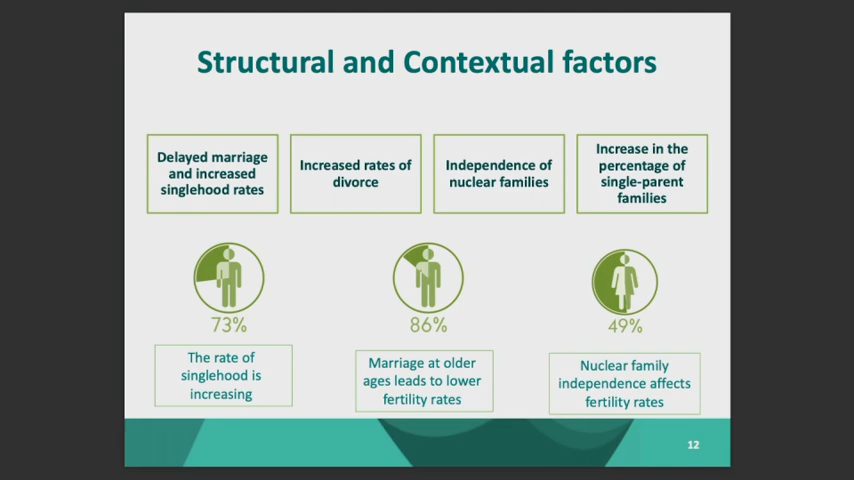 Structural and Contextual factors
Delayed marriage
and increased
singlehood rates
Increased rates of
divorce
Independence of
nuclear families
Increase in the
percentage of
single-parent
families
73%
86%
49%
The rate of
singlehood is
increasing
Marriage at older
ages leads to lower
fertility rates
Nuclear family
independence affects
fertility rates
12